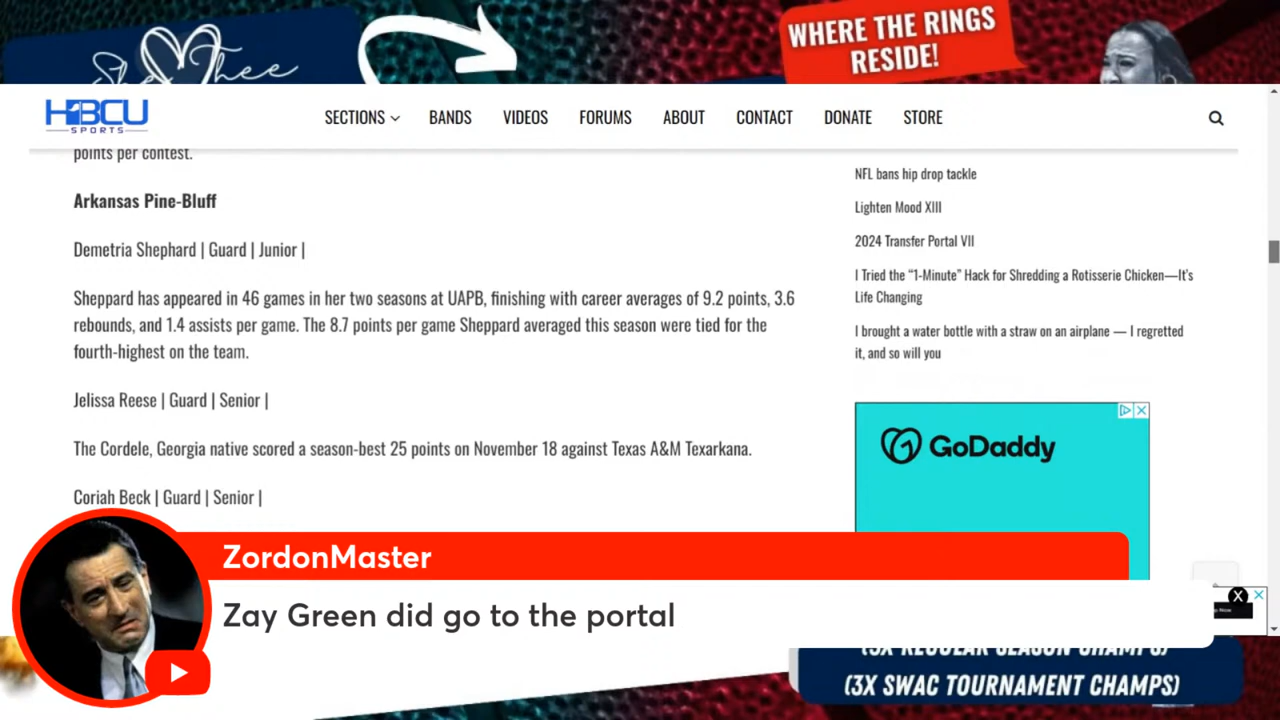 She Thee
WHERE THE RINGS
RESIDE!
HBCU
SPORTS
SECTIONS
BANDS
VIDEOS
FORUMS
ABOUT
CONTACT
DONATE
STORE
points per contest.
Arkansas Pine-Bluff
Demetria Shephard | Guard | Junior |
Sheppard has appeared in 46 games in her two seasons at UAPB, finishing with career averages of 9.2 points, 3.6
rebounds, and 1.4 assists per game. The 8.7 points per game Sheppard averaged this season were tied for the
fourth-highest on the team.
Jelissa Reese | Guard | Senior |
The Cordele, Georgia native scored a season-best 25 points on November 18 against Texas A&M Texarkana.
Coriah Beck | Guard | Senior |
NFL bans hip drop tackle
Lighten Mood XIII
2024 Transfer Portal VII
I Tried the “1-Minute” Hack for Shredding a Rotisserie Chicken—It's
Life Changing
I brought a water bottle with a straw on an airplane — I regretted
it, and so will you
GoDaddy
ZordonMaster
Zay Green did go to the portal
(3X REGULAR SEASON CHAMPS)
(3X SWAC TOURNAMENT CHAMPS)